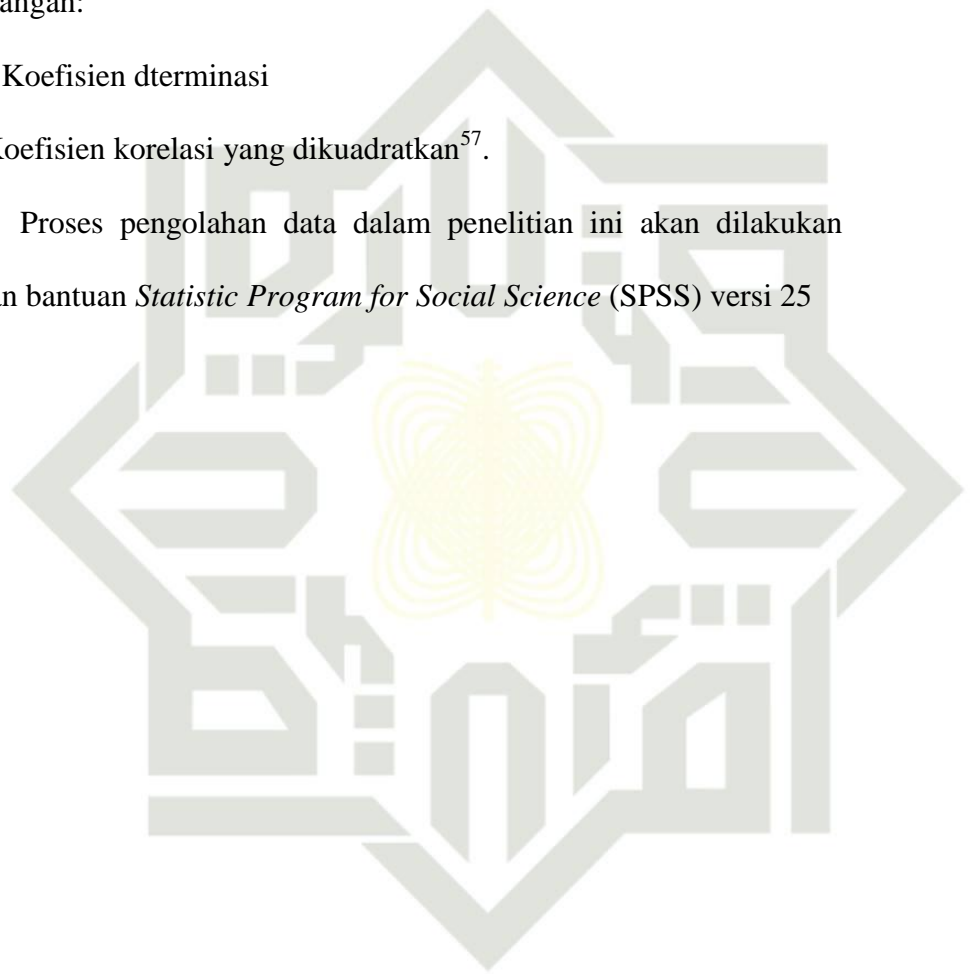 angan:
Koefisien dterminasi
Koefisien korelasi yang dikuadratkan57.
Proses pengolahan data dalam penelitian ini akan dilakukan
an bantuan Statistic Program for Social Science (SPSS) versi 25